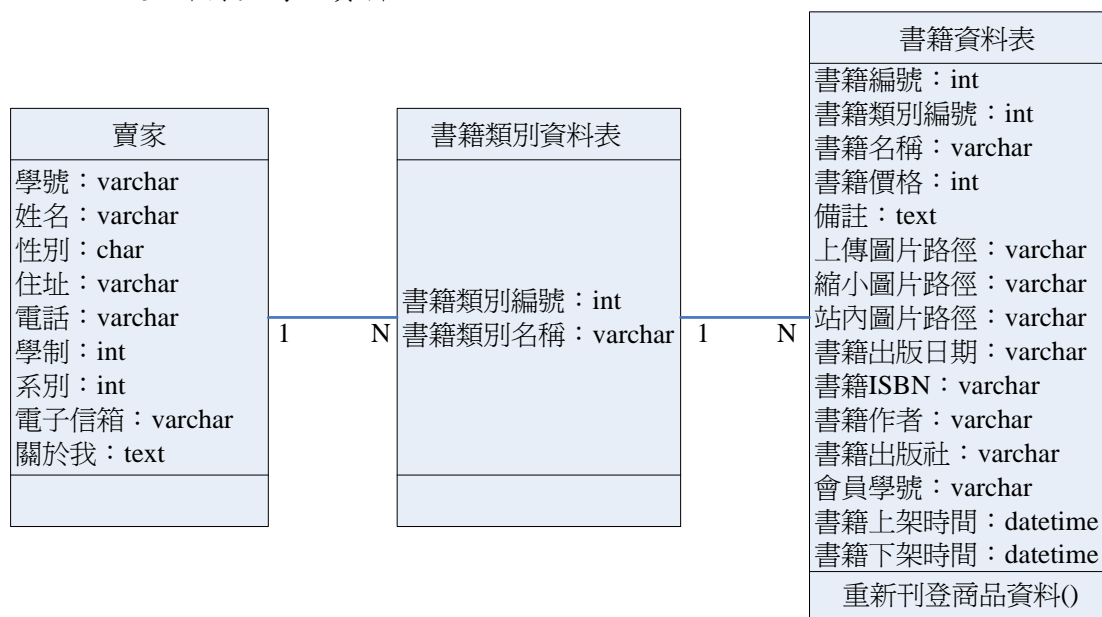 賣家
學號：varchar
姓名：varchar
性別：char
住址：varchar
電話：varchar
學制：int
系別：int
電子信箱：varchar
關於我：text
1
N
書籍類別資料表
書籍類別編號：int
書籍類別名稱：varchar
1
N
書籍資料表
書籍編號：int
書籍類別編號：int
書籍名稱：varchar
書籍價格：int
備註：text
上傳圖片路徑：varchar
縮小圖片路徑：varchar
站內圖片路徑：varchar
書籍出版日期：varchar
書籍ISBN：varchar
書籍作者：varchar
書籍出版社：varchar
會員學號：varchar
書籍上架時間：datetime
書籍下架時間：datetime
重新刊登商品資料()